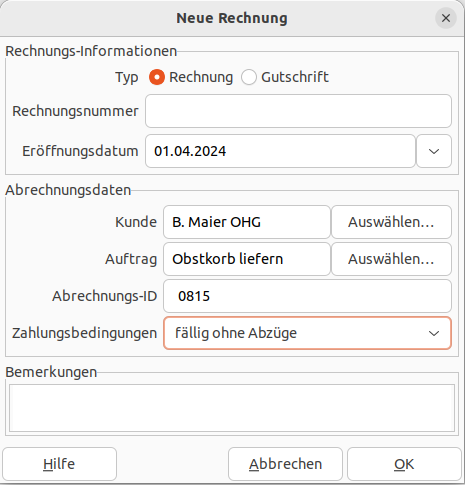 Neue Rechnung
Rechnungs-Informationen
Typ Rechnung Gutschrift
Rechnungsnummer
Eröffnungsdatum 01.04.2024
Abrechnungsdaten
Kunde B. Maier OHG Auswählen...
Auftrag Obstkorb liefern Auswählen...
Abrechnungs-ID 0815
Zahlungsbedingungen fällig ohne Abzüge
Bemerkungen
Hilfe Abbrechen OK